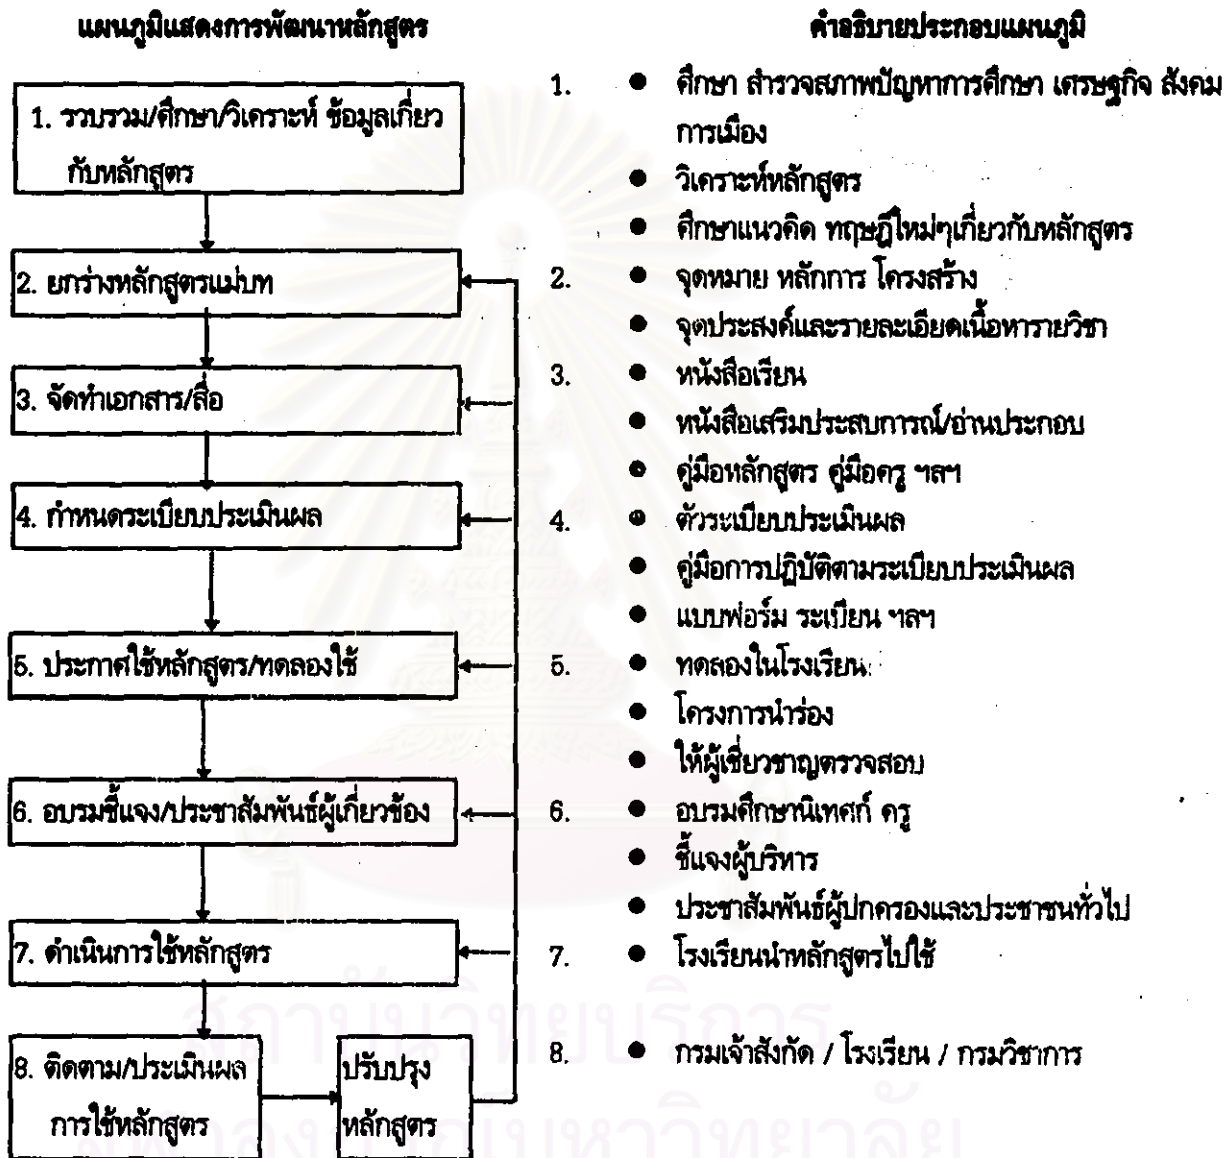 แผนภูมิแสดงการพัฒนาหลักสูตร
1. รวบรวม/ศึกษา/วิเคราะห์ ข้อมูลเกี่ยว
กับหลักสูตร
2. ยกร่างหลักสูตรแม่บท
3. จัดทำเอกสาร/สื่อ
4. กำหนดระเบียบประเมินผล
5. ประกาศใช้หลักสูตร/ทดลองใช้
6. อบรมชี้แจง/ประชาสัมพันธ์ผู้เกี่ยวข้อง
7. ดำเนินการใช้หลักสูตร
8. ติดตาม/ประเมินผล
การใช้หลักสูตร
ปรับปรุง
หลักสูตร
คำอธิบายประกอบแผนภูมิ
1. ● ศึกษา สำรวจสภาพปัญหาการศึกษา เศรษฐกิจ สังคม
การเมือง
● วิเคราะห์หลักสูตร
● ศึกษาแนวคิด ทฤษฎีใหม่ๆเกี่ยวกับหลักสูตร
2. ● จุดหมาย หลักการ โครงสร้าง
● จุดประสงค์และรายละเอียดเนื้อหารายวิชา
3. ● หนังสือเรียน
● หนังสือเสริมประสบการณ์/อ่านประกอบ
● คู่มือหลักสูตร คู่มือครู ฯลฯ
4. ● ตัวระเบียบประเมินผล
● คู่มือการปฏิบัติตามระเบียบประเมินผล
● แบบฟอร์ม ระเบียน ฯลฯ
5. ● ทดลองในโรงเรียน
● โครงการนำร่อง
● ให้ผู้เชี่ยวชาญตรวจสอบ
6. ● อบรมศึกษานิเทศก์ ครู
● ชี้แจงผู้บริหาร
● ประชาสัมพันธ์ผู้ปกครองและประชาชนทั่วไป
7. ● โรงเรียนนำหลักสูตรไปใช้
8. ● กรมเจ้าสังกัด / โรงเรียน / กรมวิชาการ
สถาบันวิทยบริการ
จุฬาลงกรณ์มหาวิทยาลัย